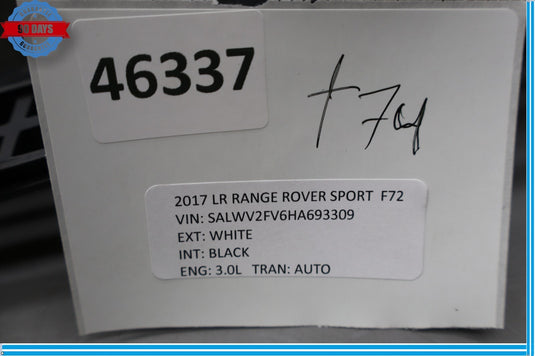 90 DAYS
46337
2017 LR RANGE ROVER SPORT F72
VIN: SALWV2FV6HA693309
EXT: WHITE
INT: BLACK
ENG: 3.0L TRAN: AUTO